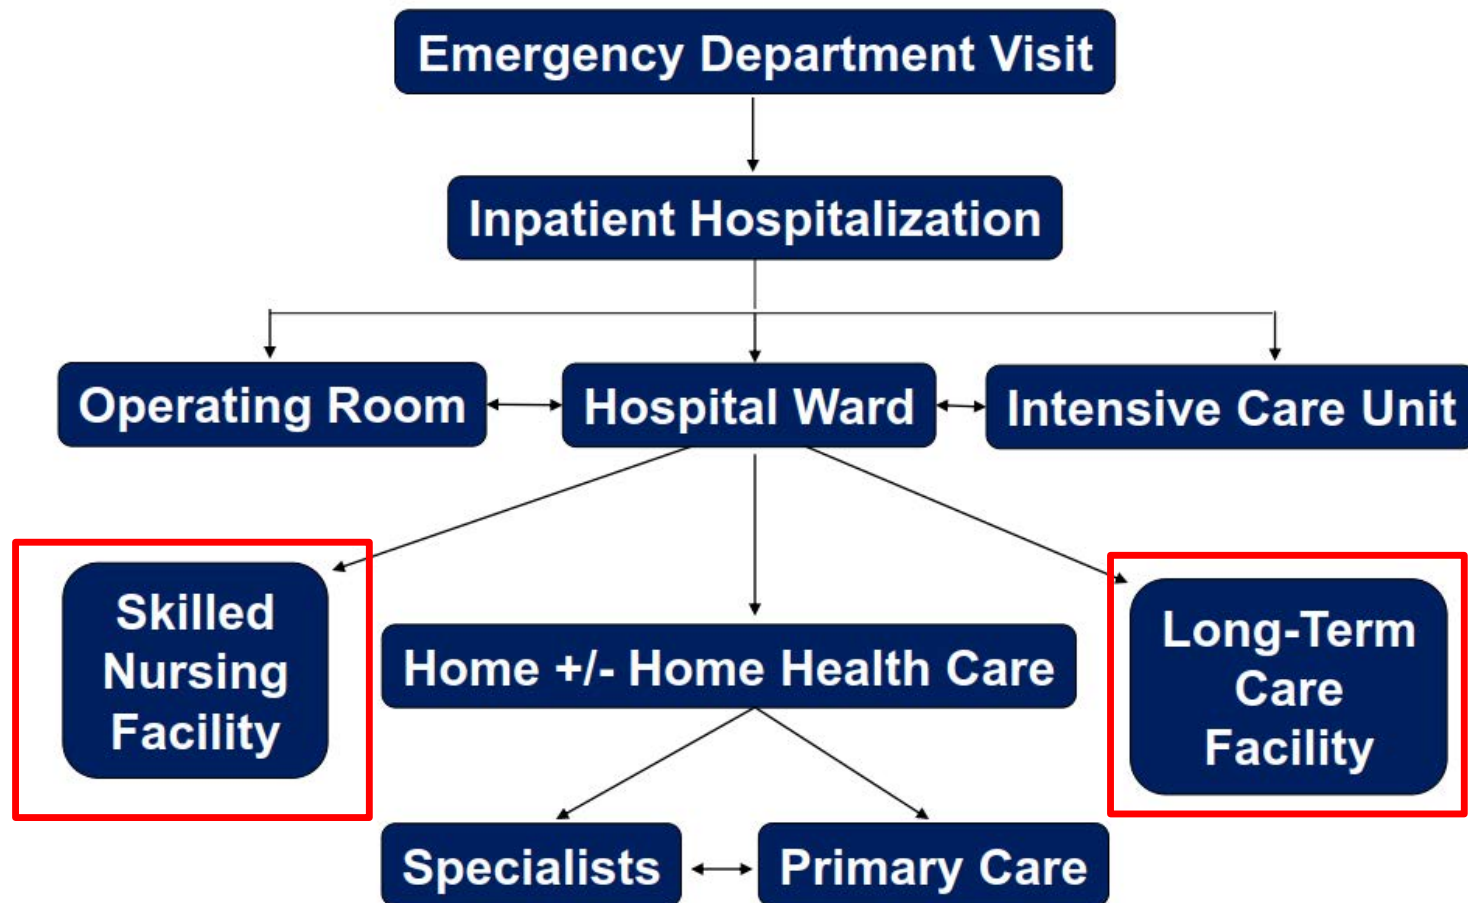 Emergency Department Visit
Inpatient Hospitalization
Operating Room
Hospital Ward
Intensive Care Unit
Skilled
Nursing
Facility
Home +/- Home Health Care
Long-Term
Care
Facility
Specialists
Primary Care